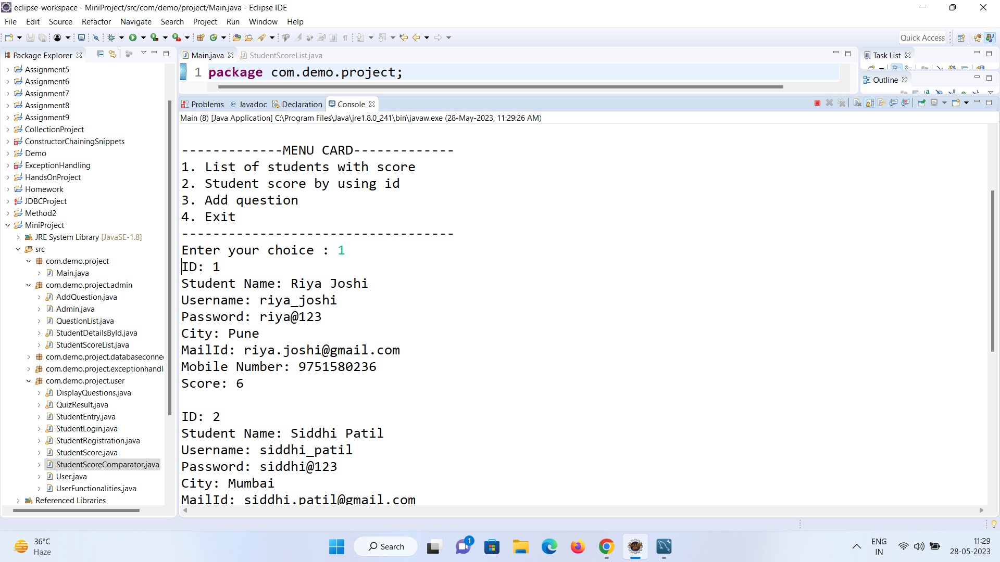 eclipse-workspace - MiniProject/src/com/demo/project/Main.java - Eclipse IDE
File Edit Source Refactor Navigate Search Project Run Window Help
Quick Access
Package Explorer
Assignment5
Assignment6
Assignment7
Assignment8
Assignment9
CollectionProject
ConstructorChainingSnippets
Demo
ExceptionHandling
HandsOnProject
Homework
JDBCProject
Method2
MiniProject
JRE System Library [JavaSE-1.8]
src
com.demo.project
Main.java
com.demo.project.admin
AddQuestion.java
Admin.java
QuestionList.java
StudentDetailsById.java
StudentScoreList.java
com.demo.project.databaseconne
com.demo.project.exceptionhandl
com.demo.project.user
DisplayQuestions.java
QuizResult.java
StudentEntry.java
StudentLogin.java
StudentRegistration.java
StudentScore.java
StudentScoreComparator.java
User.java
UserFunctionalities.java
Referenced Libraries
Main.java StudentScoreList.java
1 package com.demo.project;
Task List
Outline
Problems @ Javadoc Declaration Console
Main (8) [Java Application] C:\Program Files\Java\jre1.8.0_241\bin\javaw.exe (28-May-2023, 11:29:26 AM)
-------------MENU CARD-------------
1. List of students with score
2. Student score by using id
3. Add question
4. Exit
-----------------------------------
Enter your choice : 1
ID: 1
Student Name: Riya Joshi
Username: riya_joshi
Password: riya@123
City: Pune
MailId: riya.joshi@gmail.com
Mobile Number: 9751580236
Score: 6
ID: 2
Student Name: Siddhi Patil
Username: siddhi_patil
Password: siddhi@123
City: Mumbai
MailId: siddhi.patil@gmail.com
36°C
Haze
Search
1
ENG
IN
11:29
28-05-2023